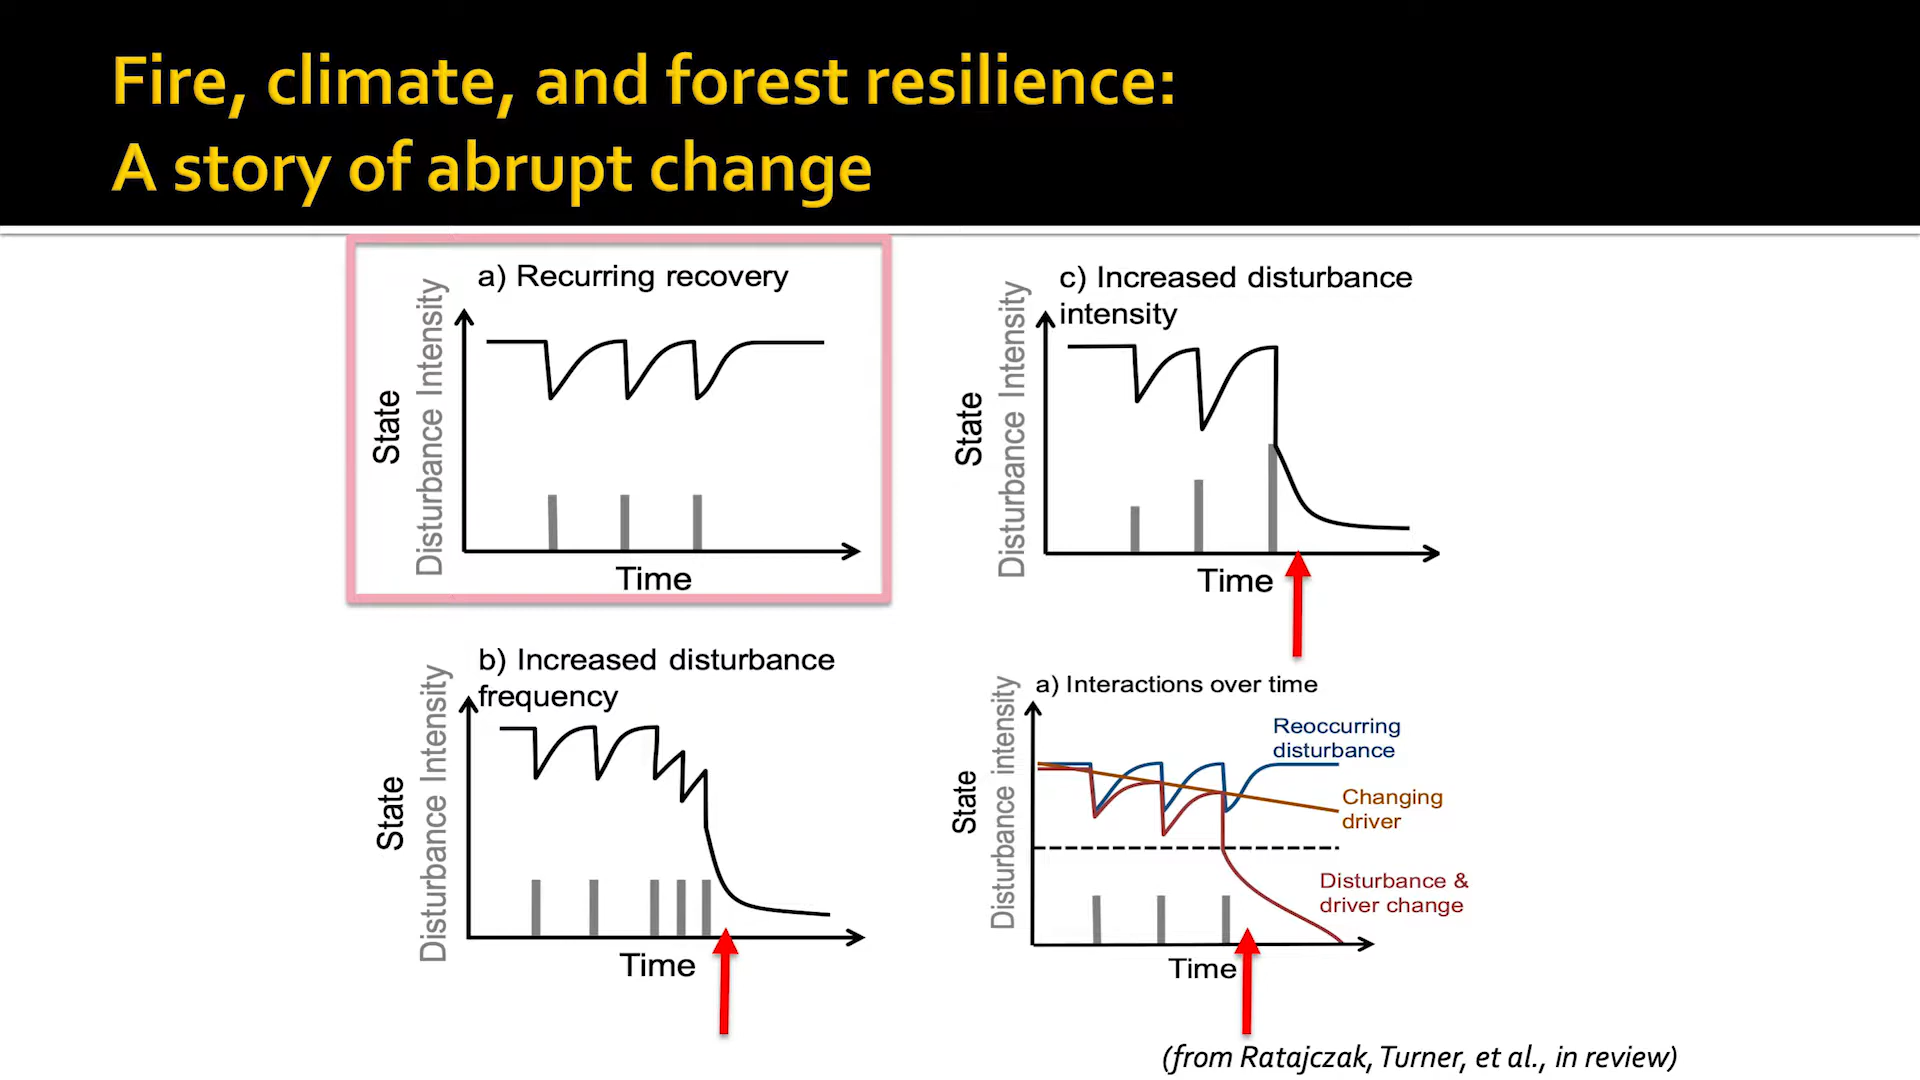 Fire, climate, and forest resilience:
A story of abrupt change
a) Recurring recovery
State
Disturbance Intensity
Time
c) Increased disturbance
intensity
State
Disturbance Intensity
Time
b) Increased disturbance
frequency
State
Disturbance Intensity
Time
a) Interactions over time
State
Disturbance intensity
Reoccurring
disturbance
Changing
driver
Disturbance &
driver change
Time
(from Ratajczak, Turner, et al., in review)